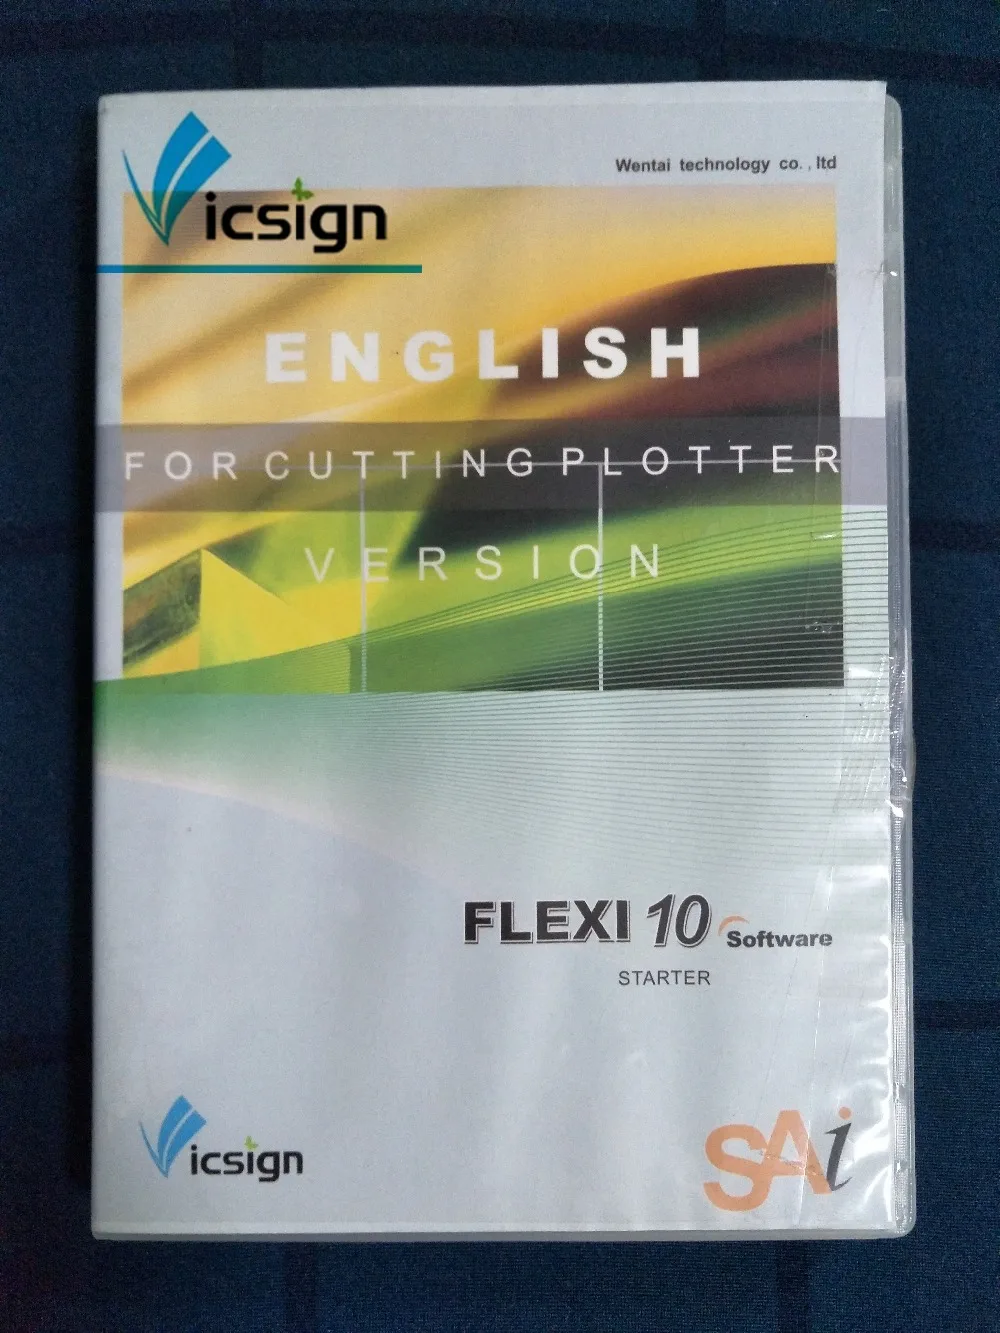 Wentai technology co.,ltd
Vicsign
ENGLISH
FOR CUTTING PLOTTER
VERSION
FLEXI 10 Software
STARTER
Vicsign
SAi